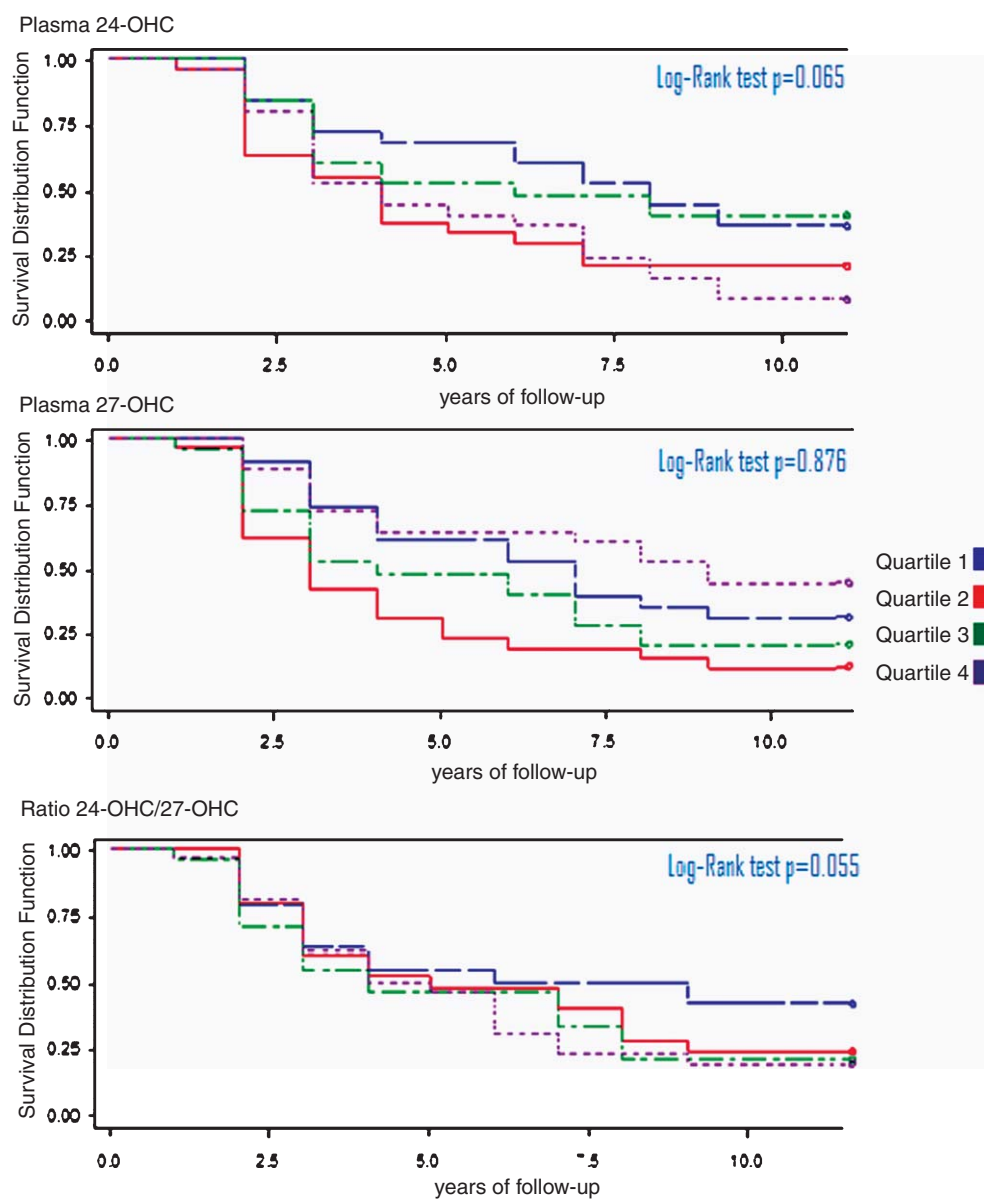 Plasma 24-OHC
Survival Distribution Function
1.00
0.75
0.50
0.25
0.00
Log-Rank test p=0.065
0.0 2.5 5.0 7.5 10.0
years of follow-up
Plasma 27-OHC
Survival Distribution Function
1.00
0.75
0.50
0.25
0.00
Log-Rank test p=0.876
0.0 2.5 5.0 7.5 10.0
years of follow-up
Quartile 1
Quartile 2
Quartile 3
Quartile 4
Ratio 24-OHC/27-OHC
Survival Distribution Function
1.00
0.75
0.50
0.25
0.00
Log-Rank test p=0.055
0.0 2.5 5.0 7.5 10.0
years of follow-up